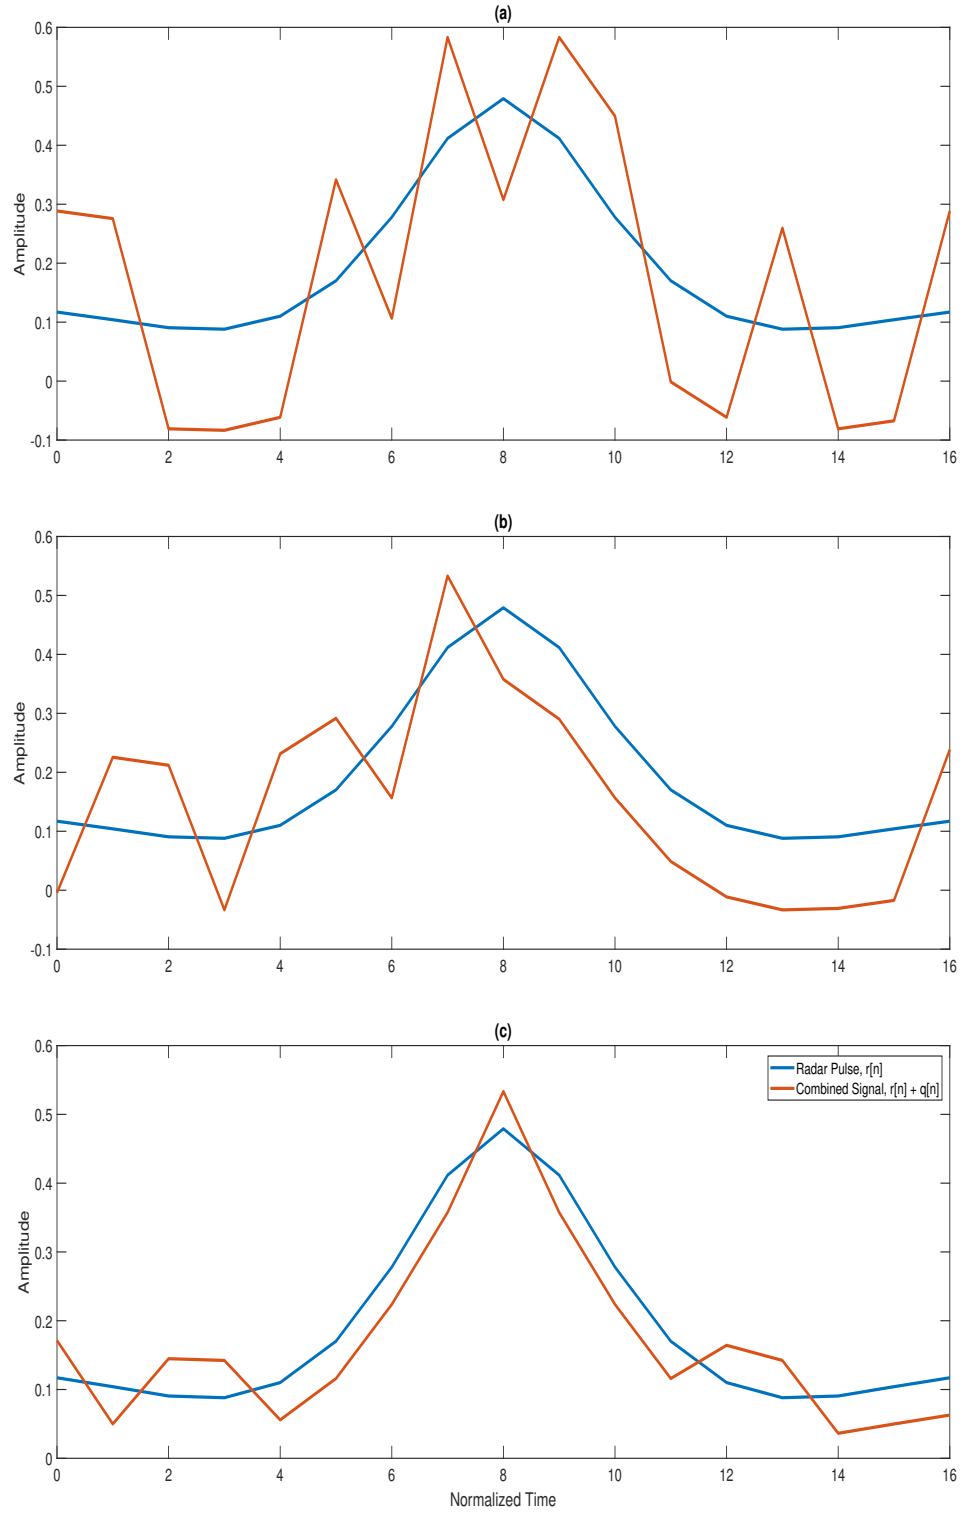 (a)
0.6
0.5
0.4
0.3
0.2
0.1
0
-0.1
Amplitude
0 2 4 6 8 10 12 14 16
(b)
0.6
0.5
0.4
0.3
0.2
0.1
0
-0.1
Amplitude
0 2 4 6 8 10 12 14 16
(c)
0.6
0.5
0.4
0.3
0.2
0.1
0
Amplitude
Radar Pulse, r[n]
Combined Signal, r[n] + q[n]
0 2 4 6 8 10 12 14 16
Normalized Time